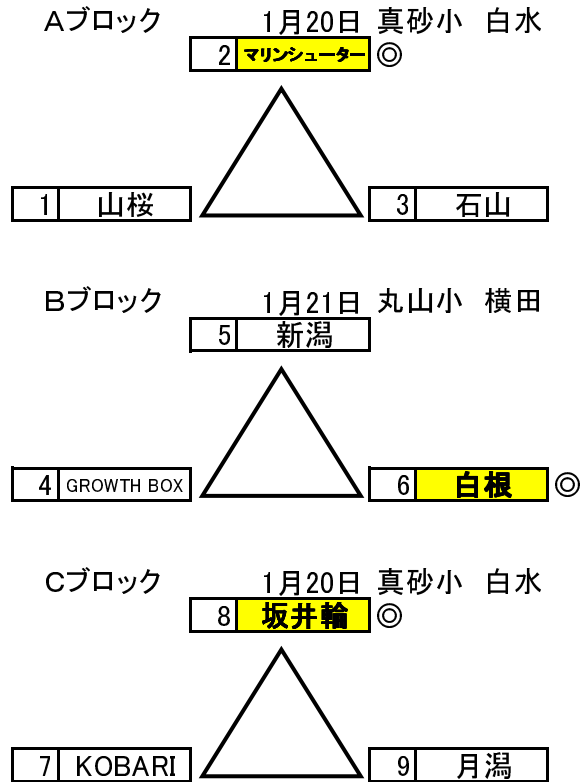 Aブロック 1月20日 真砂小 白水
2 マリンシューター ◎
1 山桜 3 石山
Bブロック 1月21日 丸山小 横田
5 新潟
4 GROWTH BOX 6 白根 ◎
Cブロック 1月20日 真砂小 白水
8 坂井輪 ◎
7 KOBARI 9 月潟